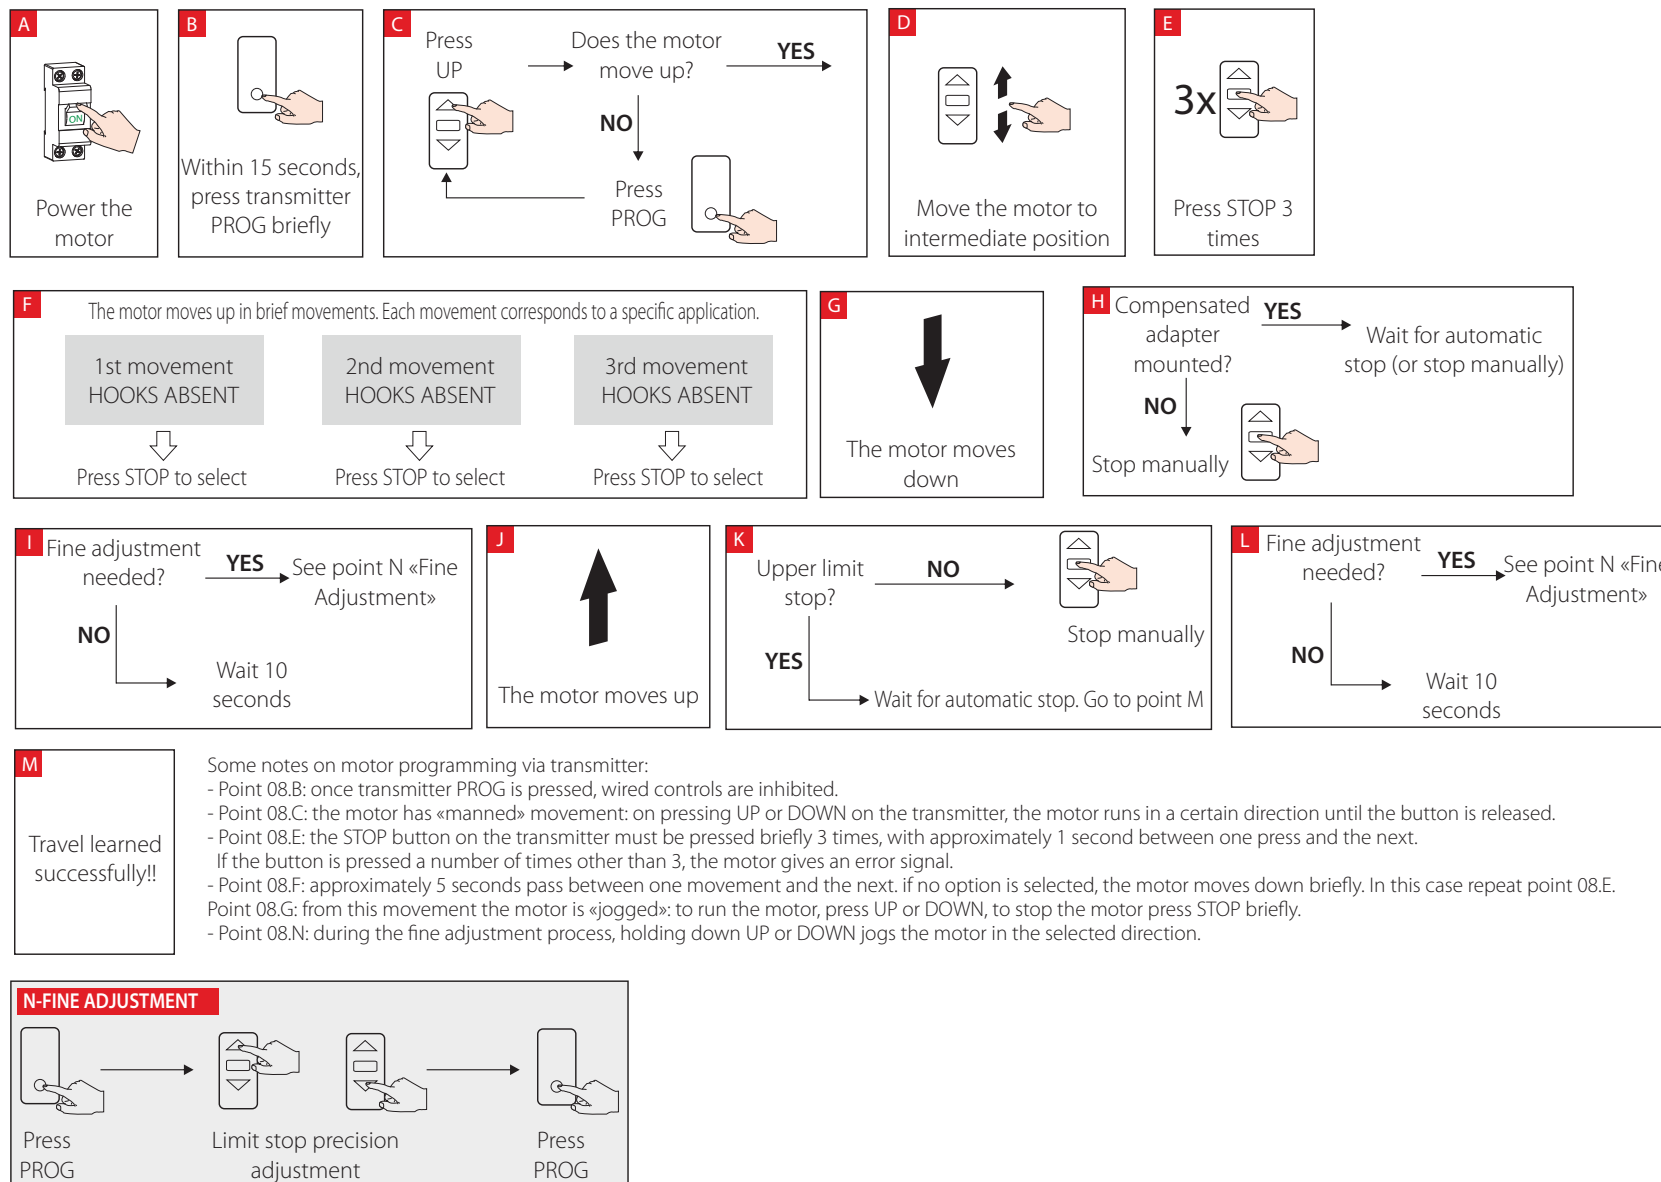 A
ON
Power the
motor
B
Within 15 seconds,
press transmitter
PROG briefly
C
Press
UP
Does the motor
move up?
YES
NO
Press
PROG
D
Move the motor to
intermediate position
E
3x
Press STOP 3
times
F
The motor moves up in brief movements. Each movement corresponds to a specific application.
1st movement
HOOKS ABSENT
Press STOP to select
2nd movement
HOOKS ABSENT
Press STOP to select
3rd movement
HOOKS ABSENT
Press STOP to select
G
The motor moves
down
H
Compensated
adapter
mounted?
YES
Wait for automatic
stop (or stop manually)
NO
Stop manually
I
Fine adjustment
needed?
YES
See point N «Fine
Adjustment»
NO
Wait 10
seconds
J
The motor moves up
K
Upper limit
stop?
NO
Stop manually
YES
Wait for automatic stop. Go to point M
L
Fine adjustment
needed?
YES
See point N «Fine
Adjustment»
NO
Wait 10
seconds
M
Travel learned
successfully!!
Some notes on motor programming via transmitter:
- Point 08.B: once transmitter PROG is pressed, wired controls are inhibited.
- Point 08.C: the motor has «manned» movement: on pressing UP or DOWN on the transmitter, the motor runs in a certain direction until the button is released.
- Point 08.E: the STOP button on the transmitter must be pressed briefly 3 times, with approximately 1 second between one press and the next.
If the button is pressed a number of times other than 3, the motor gives an error signal.
- Point 08.F: approximately 5 seconds pass between one movement and the next. if no option is selected, the motor moves down briefly. In this case repeat point 08.E.
Point 08.G: from this movement the motor is «jogged»: to run the motor, press UP or DOWN, to stop the motor press STOP briefly.
- Point 08.N: during the fine adjustment process, holding down UP or DOWN jogs the motor in the selected direction.
N-FINE ADJUSTMENT
Press
PROG
Limit stop precision
adjustment
Press
PROG